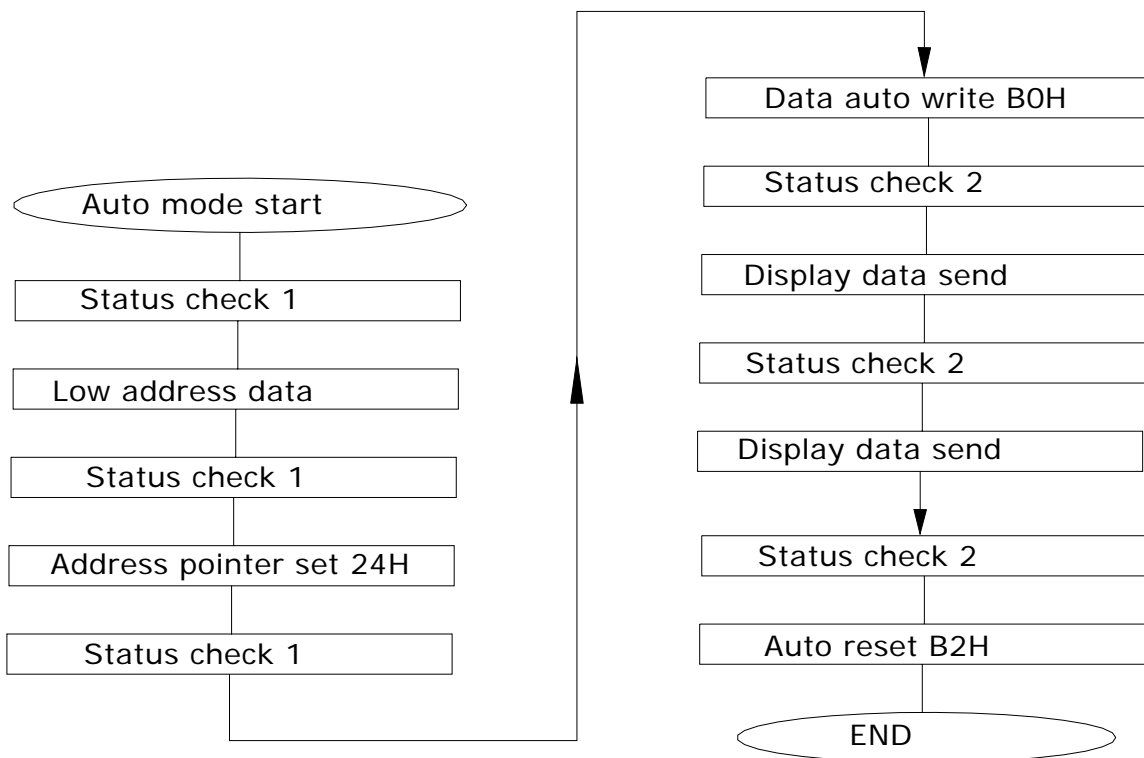 Auto mode start
Status check 1
Low address data
Status check 1
Address pointer set 24H
Status check 1
Data auto write B0H
Status check 2
Display data send
Status check 2
Display data send
Status check 2
Auto reset B2H
END